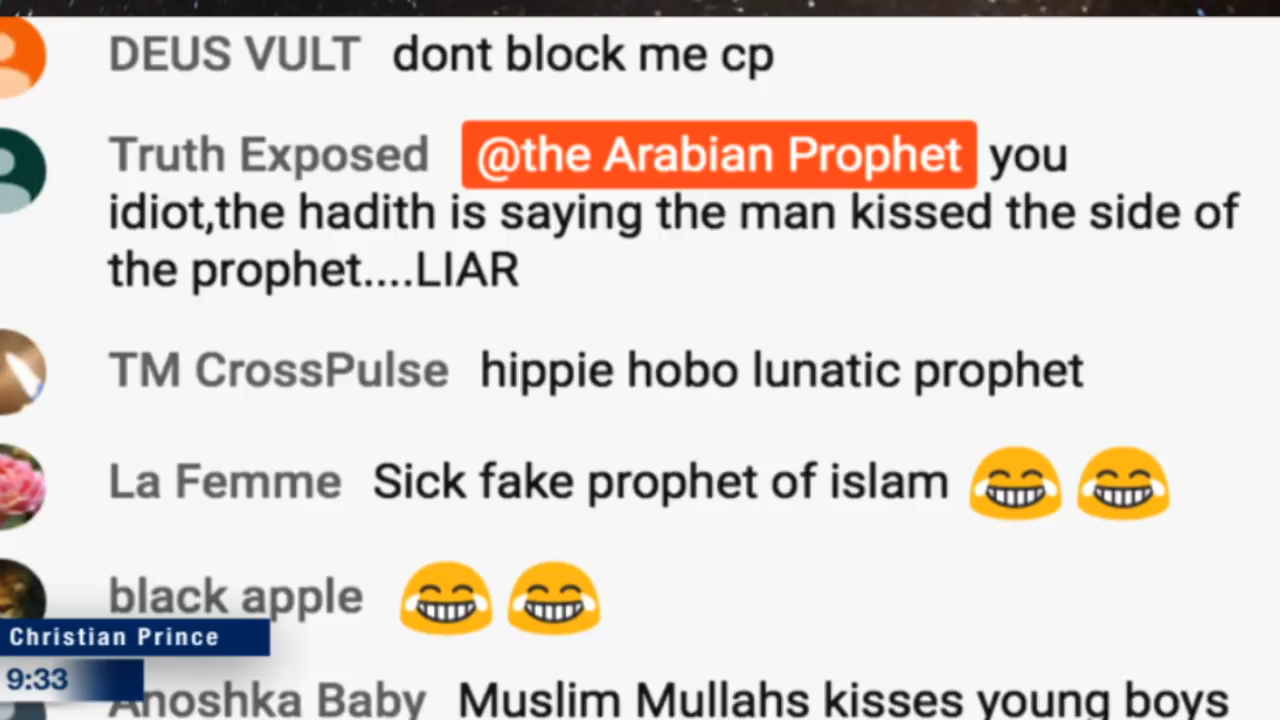 DEUS VULT dont block me cp
Truth Exposed @the Arabian Prophet you
idiot,the hadith is saying the man kissed the side of
the prophet....LIAR
TM CrossPulse hippie hobo lunatic prophet
La Femme Sick fake prophet of islam 😂😂
black apple 😂😂
Christian Prince
9:33
Anoshka Baby Muslim Mullahs kisses young boys